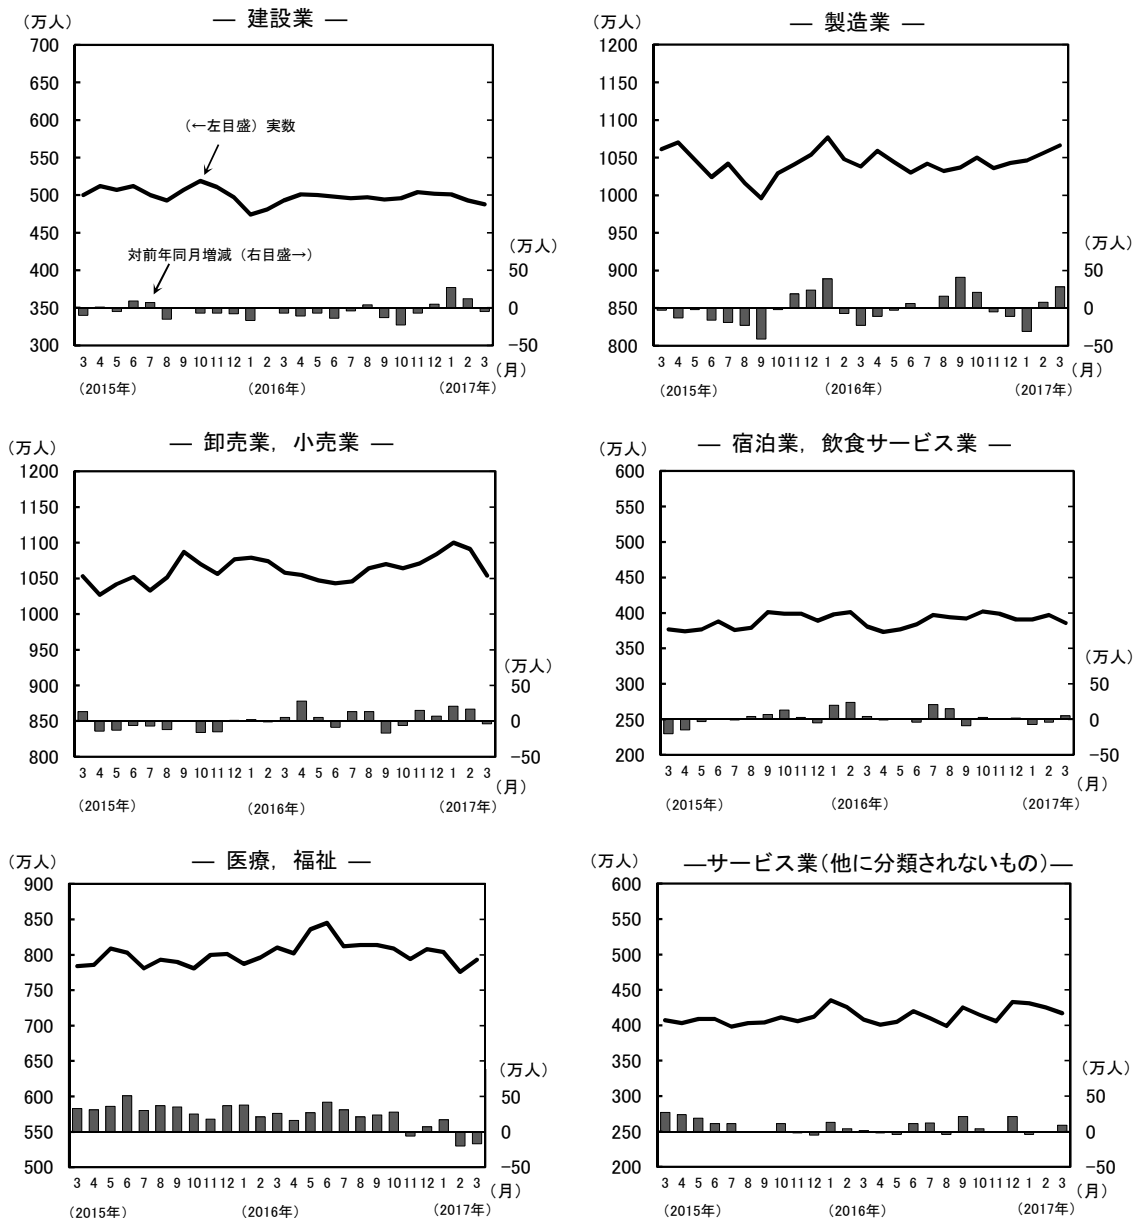 ― 建設業 ―
(万人)
700
650
600
550
500
450
400
350
300
(←左目盛) 実数
対前年同月増減 (右目盛→)
(万人)
50
0
−50
3 4 5 6 7 8 9 10 11 12 1 2 3 4 5 6 7 8 9 10 11 12 1 2 3
(月)
(2015年) (2016年) (2017年)
― 製造業 ―
(万人)
1200
1150
1100
1050
1000
950
900
850
800
(万人)
50
0
−50
3 4 5 6 7 8 9 10 11 12 1 2 3 4 5 6 7 8 9 10 11 12 1 2 3
(月)
(2015年) (2016年) (2017年)
― 卸売業，小売業 ―
(万人)
1200
1150
1100
1050
1000
950
900
850
800
(万人)
50
0
−50
3 4 5 6 7 8 9 10 11 12 1 2 3 4 5 6 7 8 9 10 11 12 1 2 3
(月)
(2015年) (2016年) (2017年)
― 宿泊業，飲食サービス業 ―
(万人)
600
550
500
450
400
350
300
250
200
(万人)
50
0
−50
3 4 5 6 7 8 9 10 11 12 1 2 3 4 5 6 7 8 9 10 11 12 1 2 3
(月)
(2015年) (2016年) (2017年)
― 医療，福祉 ―
(万人)
900
850
800
750
700
650
600
550
500
(万人)
50
0
−50
3 4 5 6 7 8 9 10 11 12 1 2 3 4 5 6 7 8 9 10 11 12 1 2 3
(月)
(2015年) (2016年) (2017年)
―サービス業(他に分類されないもの)―
(万人)
600
550
500
450
400
350
300
250
200
(万人)
50
0
−50
3 4 5 6 7 8 9 10 11 12 1 2 3 4 5 6 7 8 9 10 11 12 1 2 3
(月)
(2015年) (2016年) (2017年)